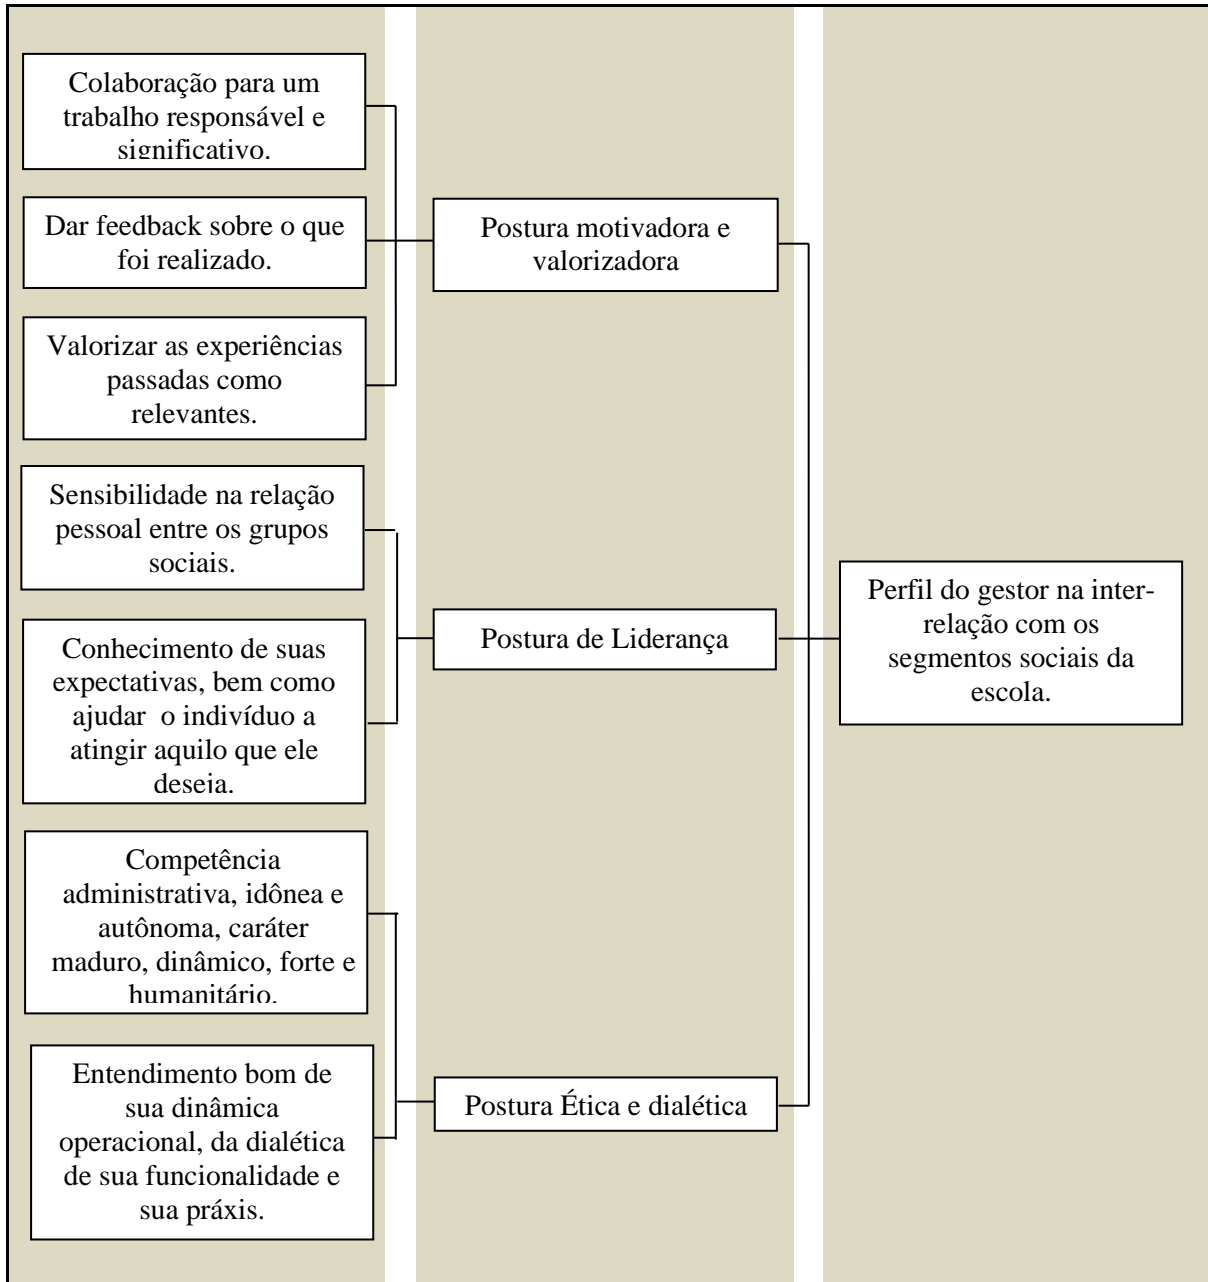 Colaboração para um
trabalho responsável e
significativo.
Dar feedback sobre o que
foi realizado.
Valorizar as experiências
passadas como
relevantes.
Sensibilidade na relação
pessoal entre os grupos
sociais.
Conhecimento de suas
expectativas, bem como
ajudar o indivíduo a
atingir aquilo que ele
deseja.
Competência
administrativa, idônea e
autônoma, caráter
maduro, dinâmico, forte e
humanitário.
Entendimento bom de
sua dinâmica
operacional, da dialética
de sua funcionalidade e
sua práxis.
Postura motivadora e
valorizadora
Postura de Liderança
Postura Ética e dialética
Perfil do gestor na inter-
relação com os
segmentos sociais da
escola.